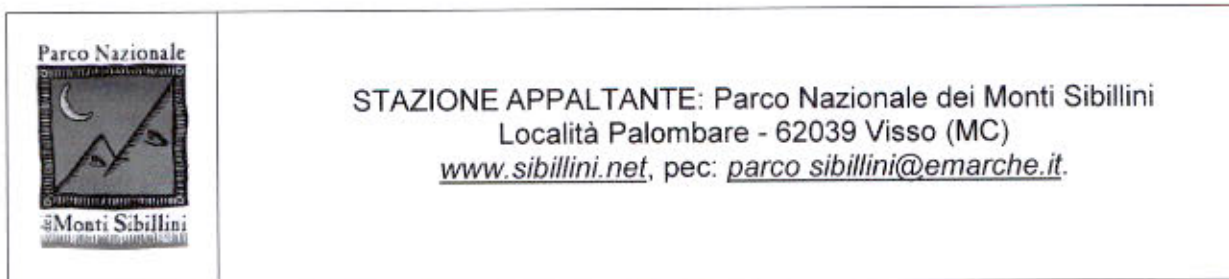 Parco Nazionale
dei Monti Sibillini
STAZIONE APPALTANTE: Parco Nazionale dei Monti Sibillini
Località Palombare - 62039 Visso (MC)
www.sibillini.net, pec: parco sibillini@emarche.it.